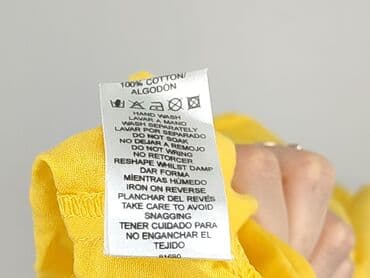 100% COTTON/
ALGODÓN
HAND WASH
LAVAR A MANO
WASH SEPARATELY
LAVAR POR SEPARADO
DO NOT SOAK
NO DEJAR A REMOJO
DO NOT WRING
NO RETORCER
RESHAPE WHILST DAMP
DAR FORMA
MIENTRAS HÚMEDO
IRON ON REVERSE
PLANCHAR DEL REVÉS
TAKE CARE TO AVOID
SNAGGING
TENER CUIDADO PARA
NO ENGANCHAR EL
TEJIDO